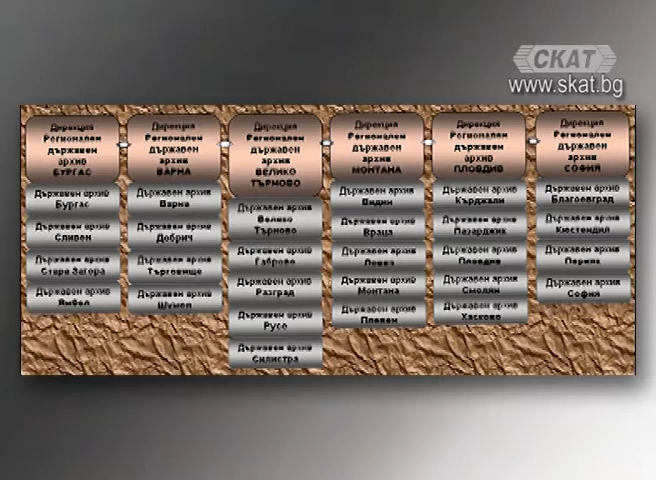 СКАТ
www.skat.bg
Дирекция
Регионален
държавен
архив
БУРГАС
Държавен архив
Бургас
Държавен архив
Сливен
Държавен архив
Стара Загора
Държавен архив
Ямбол
Дирекция
Регионален
държавен
архив
ВАРНА
Държавен архив
Варна
Държавен архив
Добрич
Държавен архив
Търговище
Държавен архив
Шумен
Дирекция
Регионален
държавен
архив
ВЕЛИКО
ТЪРНОВО
Държавен архив
Велико
Търново
Държавен архив
Габрово
Държавен архив
Разград
Държавен архив
Русе
Държавен архив
Силистра
Дирекция
Регионален
държавен
архив
МОНТАНА
Държавен архив
Видин
Държавен архив
Враца
Държавен архив
Ловеч
Държавен архив
Монтана
Държавен архив
Плевен
Дирекция
Регионален
държавен
архив
ПЛОВДИВ
Държавен архив
Кърджали
Държавен архив
Пазарджик
Държавен архив
Пловдив
Държавен архив
Смолян
Държавен архив
Хасково
Дирекция
Регионален
държавен
архив
СОФИЯ
Държавен архив
Благоевград
Държавен архив
Кюстендил
Държавен архив
Перник
Държавен архив
София